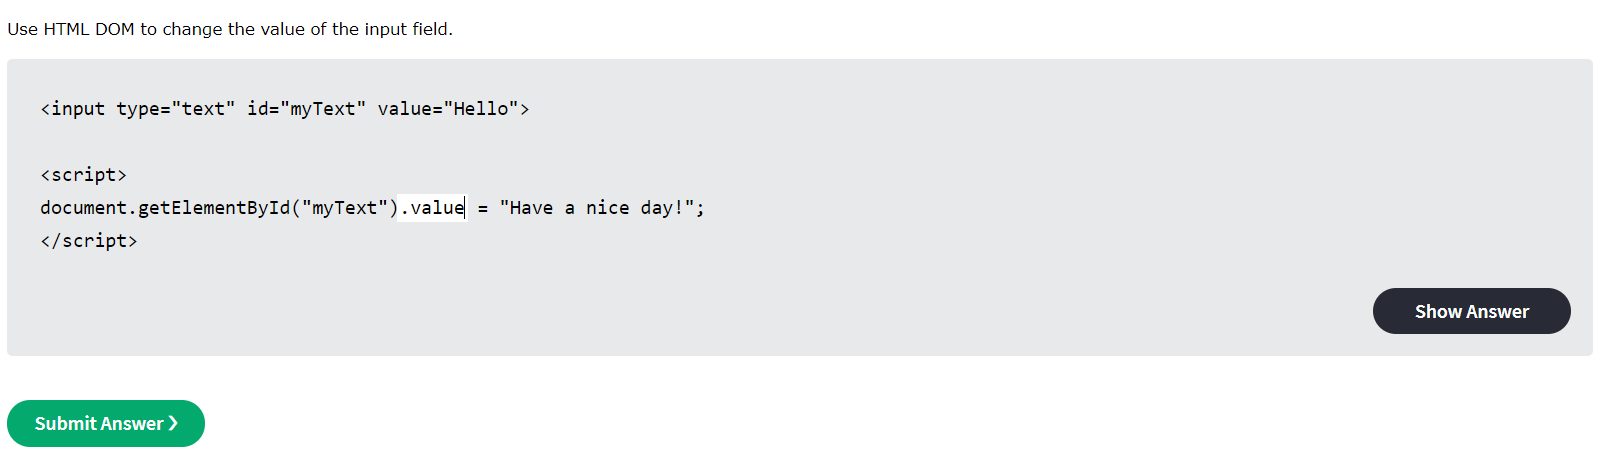 Use HTML DOM to change the value of the input field.
<input type="text" id="myText" value="Hello">
<script>
document.getElementById("myText").value = "Have a nice day!";
</script>
Show Answer
Submit Answer ❯